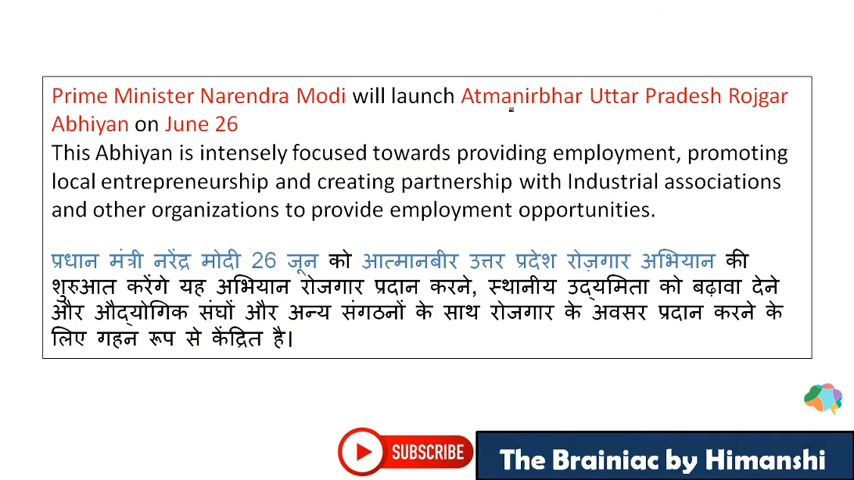 Prime Minister Narendra Modi will launch Atmanirbhar Uttar Pradesh Rojgar
Abhiyan on June 26
This Abhiyan is intensely focused towards providing employment, promoting
local entrepreneurship and creating partnership with Industrial associations
and other organizations to provide employment opportunities.
प्रधान मंत्री नरेंद्र मोदी 26 जून को आत्मानबीर उत्तर प्रदेश रोज़गार अभियान की
शुरुआत करेंगे यह अभियान रोजगार प्रदान करने, स्थानीय उद्यमिता को बढ़ावा देने
और औद्योगिक संघों और अन्य संगठनों के साथ रोजगार के अवसर प्रदान करने के
लिए गहन रूप से केंद्रित है।
SUBSCRIBE
The Brainiac by Himanshi